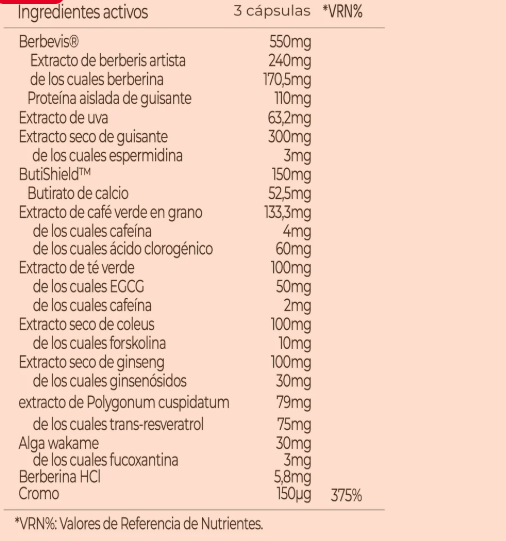 Ingredientes activos 3 cápsulas *VRN%
Berbevis® 550mg
Extracto de berberis artista 240mg
de los cuales berberina 170,5mg
Proteína aislada de guisante 110mg
Extracto de uva 63,2mg
Extracto seco de guisante 300mg
de los cuales espermidina 3mg
ButiShield™ 150mg
Butirato de calcio 52,5mg
Extracto de café verde en grano 133,3mg
de los cuales cafeína 4mg
de los cuales ácido clorogénico 60mg
Extracto de té verde 100mg
de los cuales EGCG 50mg
de los cuales cafeína 2mg
Extracto seco de coleus 100mg
de los cuales forskolina 10mg
Extracto seco de ginseng 100mg
de los cuales ginsenósidos 30mg
extracto de Polygonum cuspidatum 79mg
de los cuales trans-resveratrol 75mg
Alga wakame 30mg
de los cuales fucoxantina 3mg
Berberina HCl 5,8mg
Cromo 150µg 375%
*VRN%: Valores de Referencia de Nutrientes.